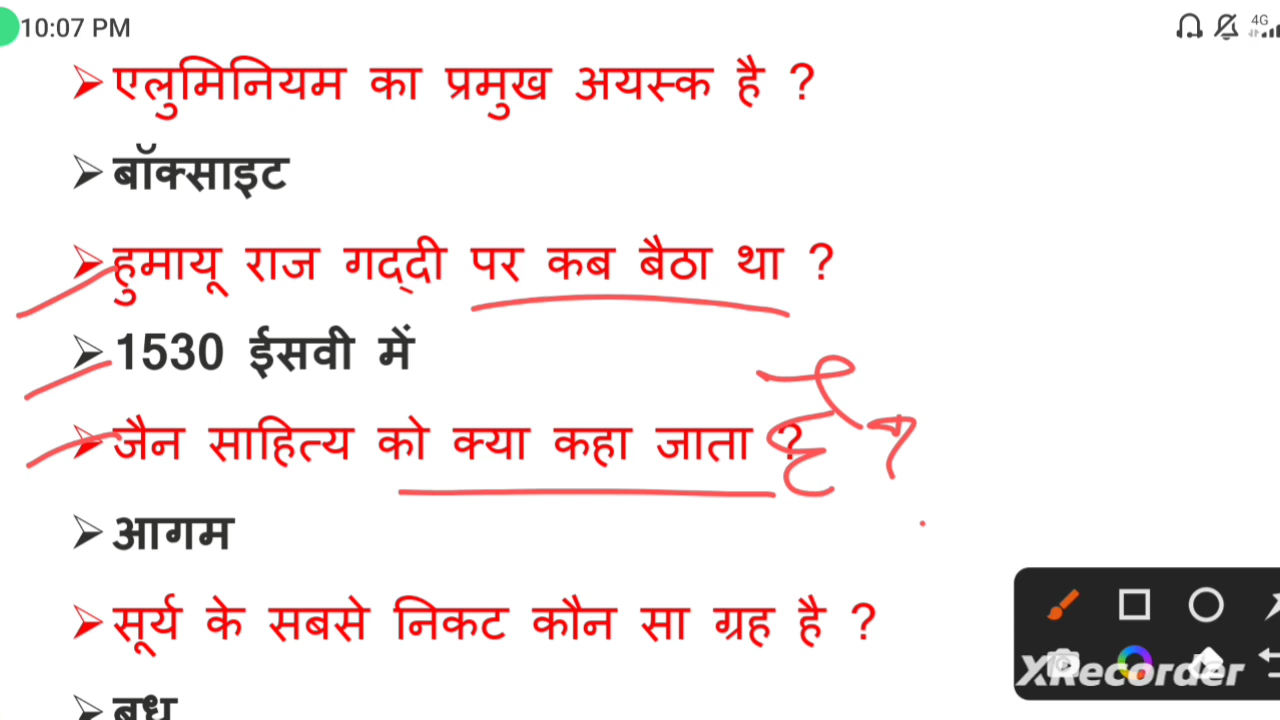 10:07 PM
4G
एलुमिनियम का प्रमुख अयस्क है ?
बॉक्साइट
हुमायू राज गद्दी पर कब बैठा था ?
1530 ईसवी में
जैन साहित्य को क्या कहा जाता ? है ?
आगम
सूर्य के सबसे निकट कौन सा ग्रह है ?
बुध
XRecorder